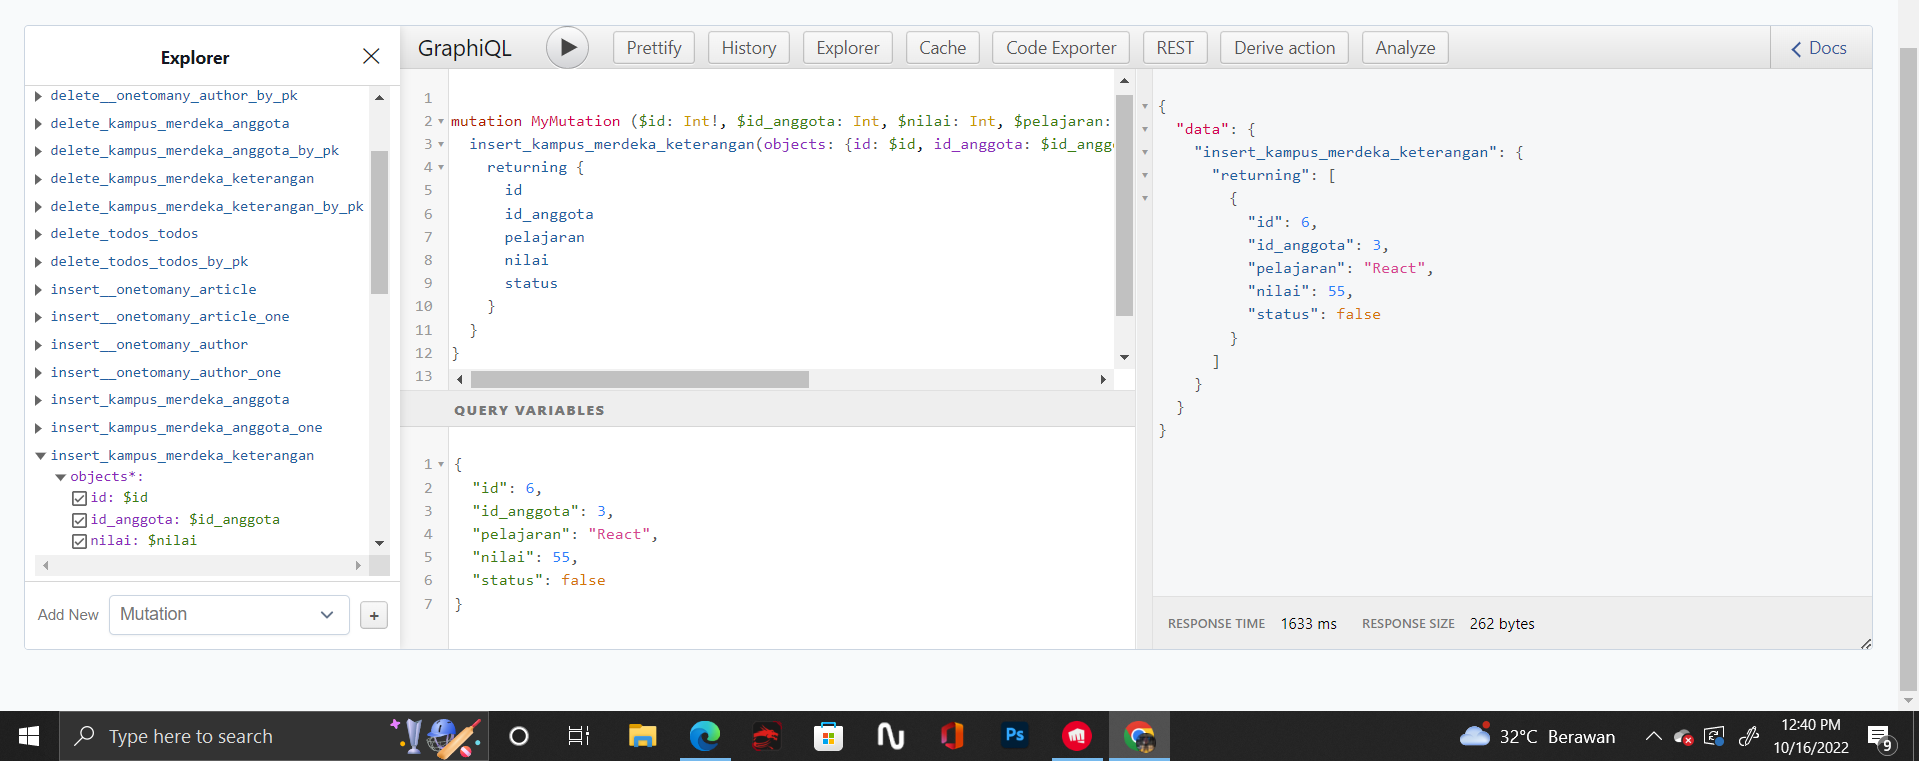 Explorer
delete__onetomany_author_by_pk
delete_kampus_merdeka_anggota
delete_kampus_merdeka_anggota_by_pk
delete_kampus_merdeka_keterangan
delete_kampus_merdeka_keterangan_by_pk
delete_todos_todos
delete_todos_todos_by_pk
insert__onetomany_article
insert__onetomany_article_one
insert__onetomany_author
insert__onetomany_author_one
insert_kampus_merdeka_anggota
insert_kampus_merdeka_anggota_one
insert_kampus_merdeka_keterangan
objects*:
id: $id
id_anggota: $id_anggota
nilai: $nilai
Add New Mutation +
GraphiQL Prettify History Explorer Cache Code Exporter REST Derive action Analyze Docs
1
2 mutation MyMutation ($id: Int!, $id_anggota: Int, $nilai: Int, $pelajaran:
3 insert_kampus_merdeka_keterangan(objects: {id: $id, id_anggota: $id_angg
4 returning {
5 id
6 id_anggota
7 pelajaran
8 nilai
9 status
10 }
11 }
12 }
13
QUERY VARIABLES
1 {
2 "id": 6,
3 "id_anggota": 3,
4 "pelajaran": "React",
5 "nilai": 55,
6 "status": false
7 }
{
"data": {
"insert_kampus_merdeka_keterangan": {
"returning": [
{
"id": 6,
"id_anggota": 3,
"pelajaran": "React",
"nilai": 55,
"status": false
}
]
}
}
}
RESPONSE TIME 1633 ms RESPONSE SIZE 262 bytes
Type here to search
Ps
32°C Berawan
12:40 PM
10/16/2022
9